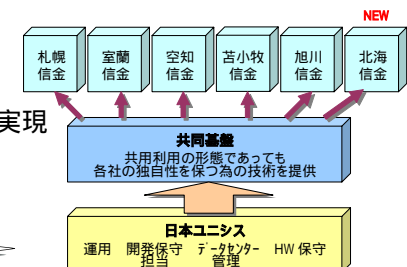 NEW
札幌 室蘭 空知 苫小牧 旭川 北海
信金 信金 信金 信金 信金 信金
実現
共同基盤
共用利用の形態であっても
各社の独自性を保つ為の技術を提供
日本ユニシス
運用 開発保守 ﾃﾞｰﾀｾﾝﾀｰ HW 保守
担当 管理